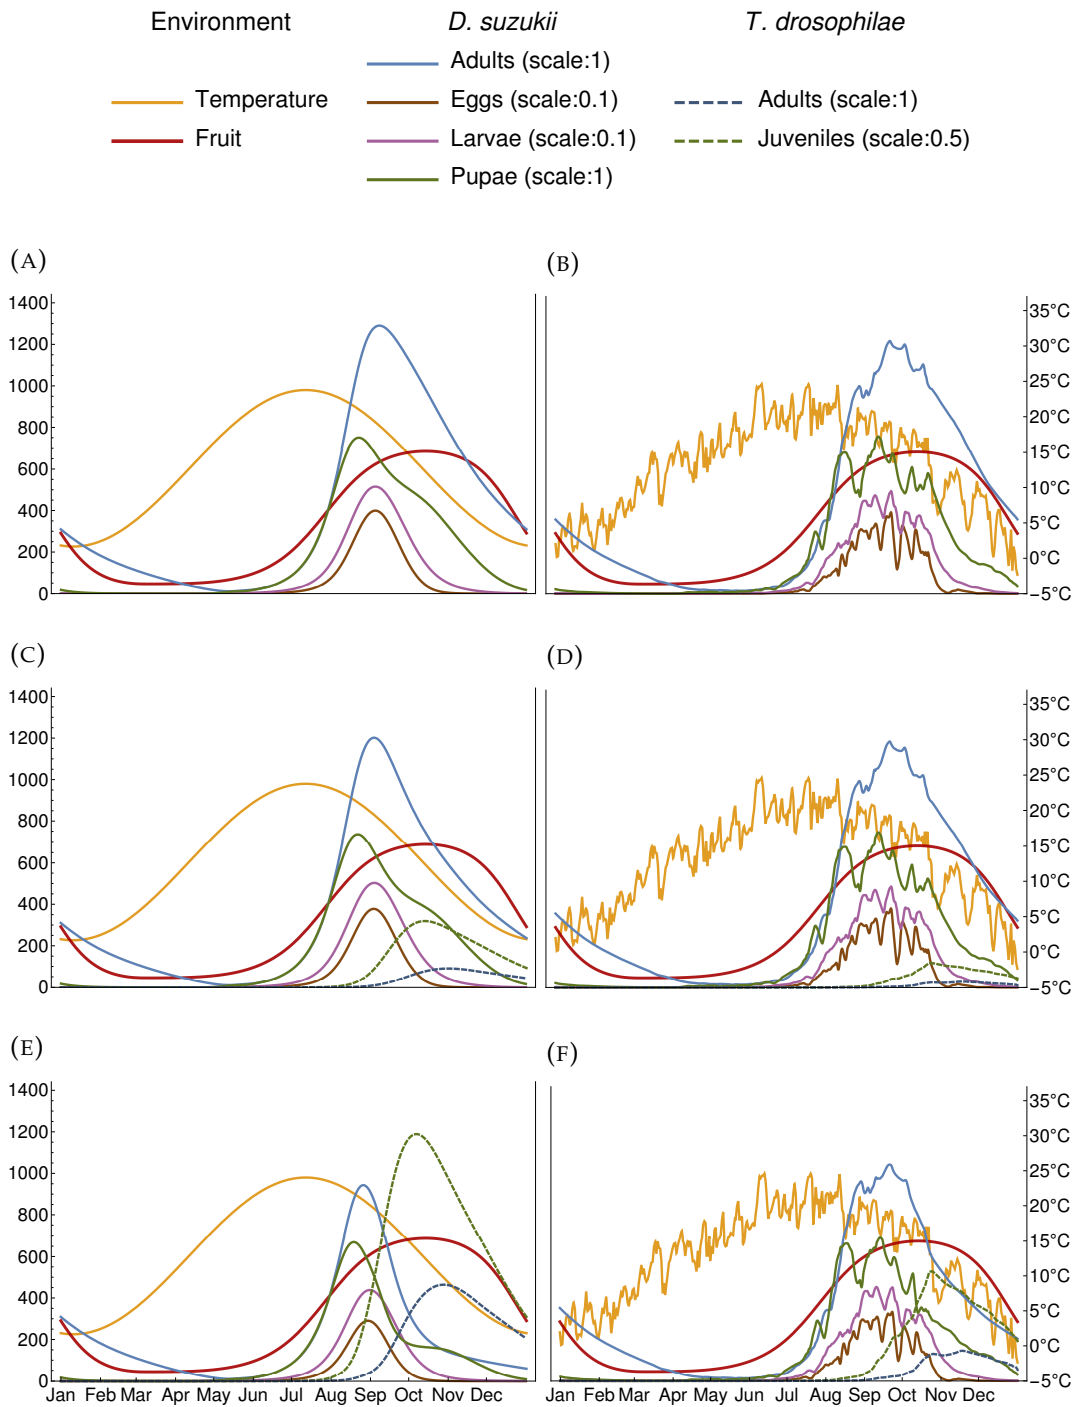 Environment D. suzukii T. drosophilae
Adults (scale:1)
Temperature Eggs (scale:0.1) Adults (scale:1)
Fruit Larvae (scale:0.1) Juveniles (scale:0.5)
Pupae (scale:1)
(A) (B)
1400
1200
1000
800
600
400
200
0
35°C
30°C
25°C
20°C
15°C
10°C
5°C
0°C
−5°C
(C) (D)
1400
1200
1000
800
600
400
200
0
35°C
30°C
25°C
20°C
15°C
10°C
5°C
0°C
−5°C
(E) (F)
1400
1200
1000
800
600
400
200
0
35°C
30°C
25°C
20°C
15°C
10°C
5°C
0°C
−5°C
Jan Feb Mar Apr May Jun Jul Aug Sep Oct Nov Dec
Jan Feb Mar Apr May Jun Jul Aug Sep Oct Nov Dec